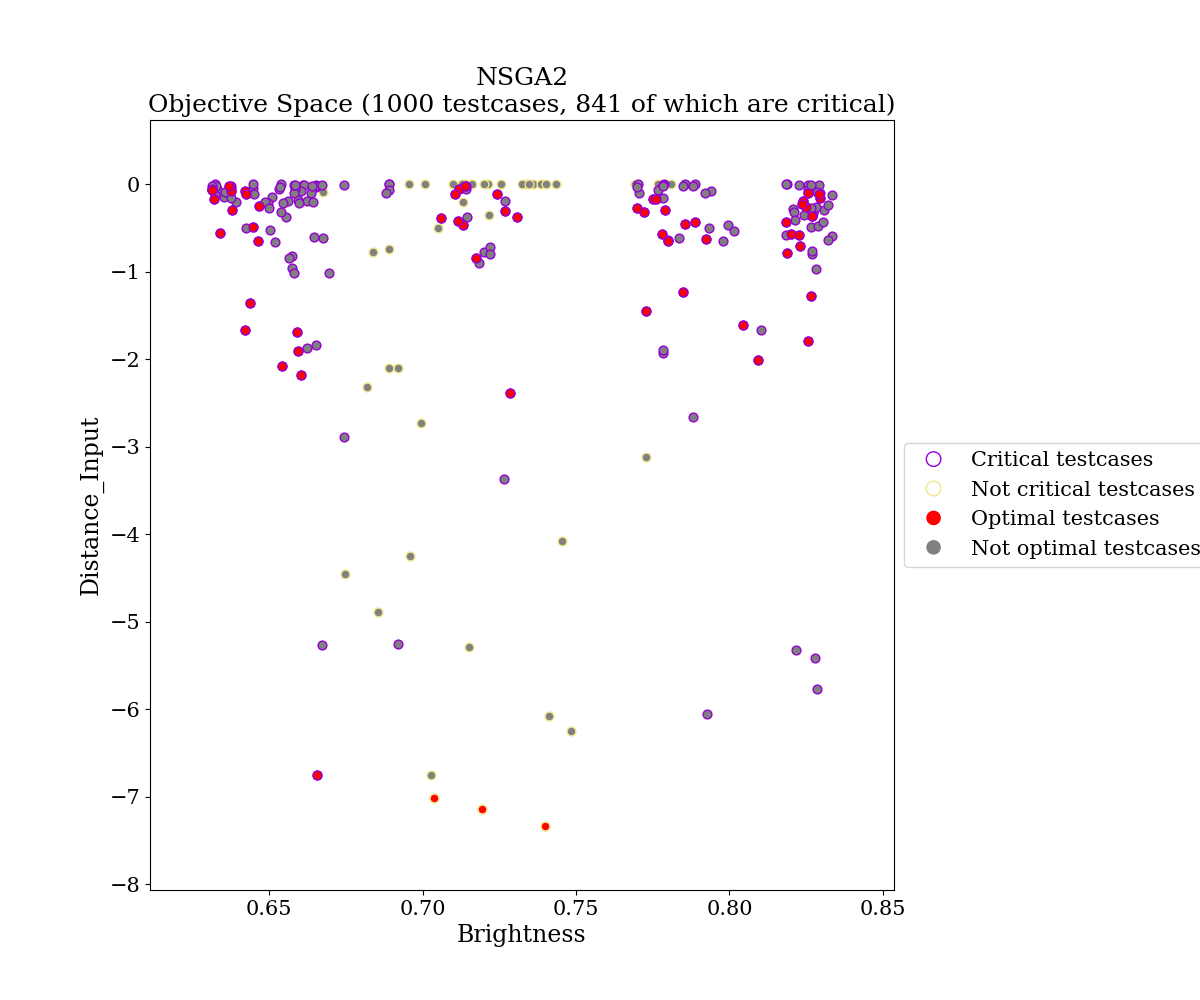 NSGA2
Objective Space (1000 testcases, 841 of which are critical)
0
−1
−2
−3
−4
−5
−6
−7
−8
Distance_Input
0.65
0.70
0.75
0.80
0.85
Brightness
Critical testcases
Not critical testcases
Optimal testcases
Not optimal testcases